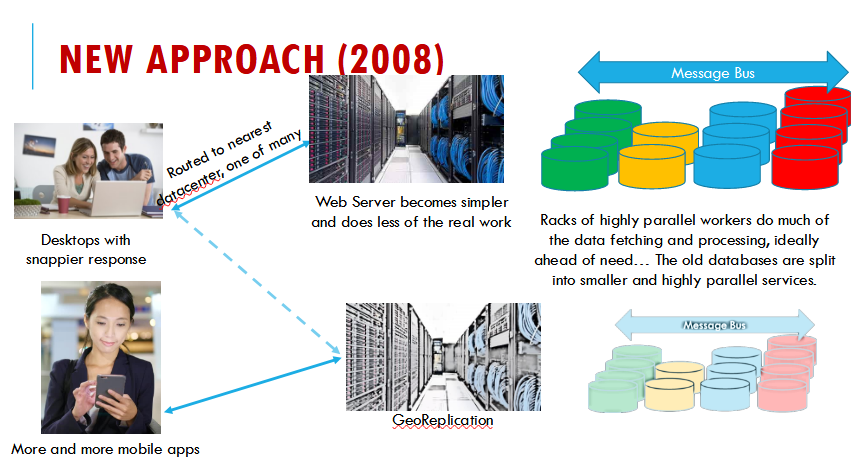 NEW APPROACH (2008)
Message Bus
Routed to nearest
datacenter, one of many
Web Server becomes simpler
and does less of the real work
Desktops with
snappier response
Racks of highly parallel workers do much of
the data fetching and processing, ideally
ahead of need… The old databases are split
into smaller and highly parallel services.
Message Bus
GeoReplication
More and more mobile apps